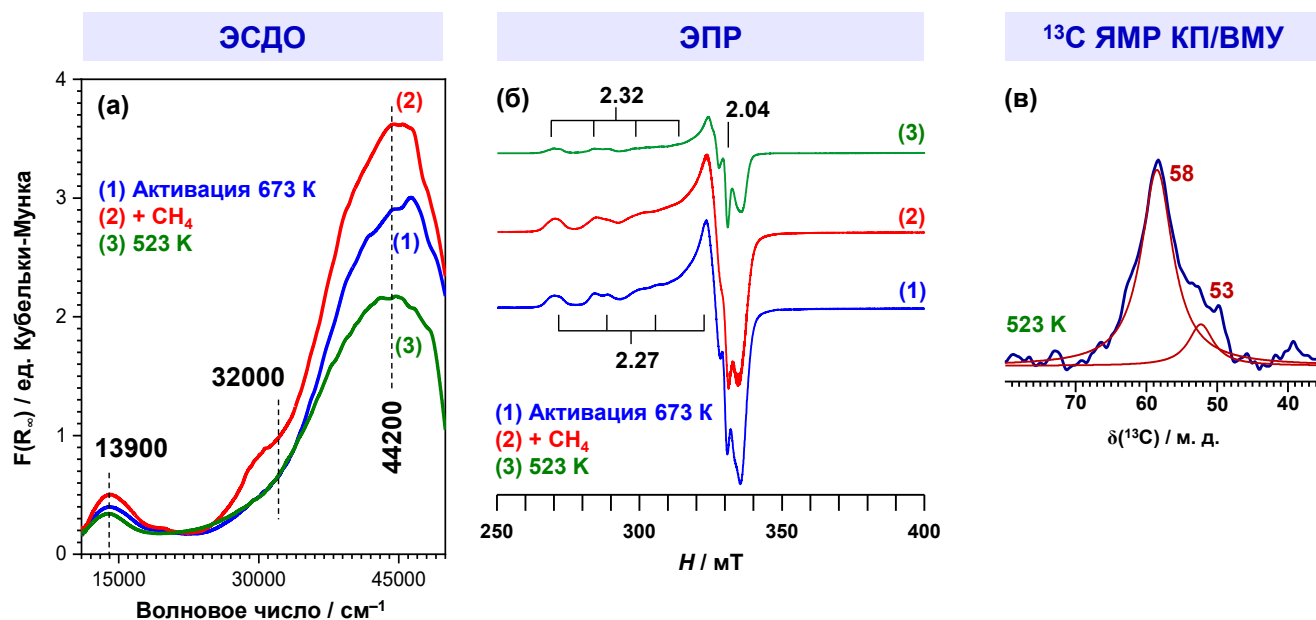 ЭСДО
ЭПР
¹³C ЯМР КП/ВМУ
(а)
(2)
(1) Активация 673 К
(2) + CH₄
(3) 523 K
(1)
(3)
32000
13900
44200
4
3
2
1
0
15000
30000
45000
F(R∞) / ед. Кубельки-Мунка
Волновое число / см⁻¹
(б)
2.32
2.04
(3)
(2)
(1)
2.27
(1) Активация 673 К
(2) + CH₄
(3) 523 K
250
300
350
400
H / мТ
(в)
58
53
523 K
70
60
50
40
δ(¹³C) / м. д.